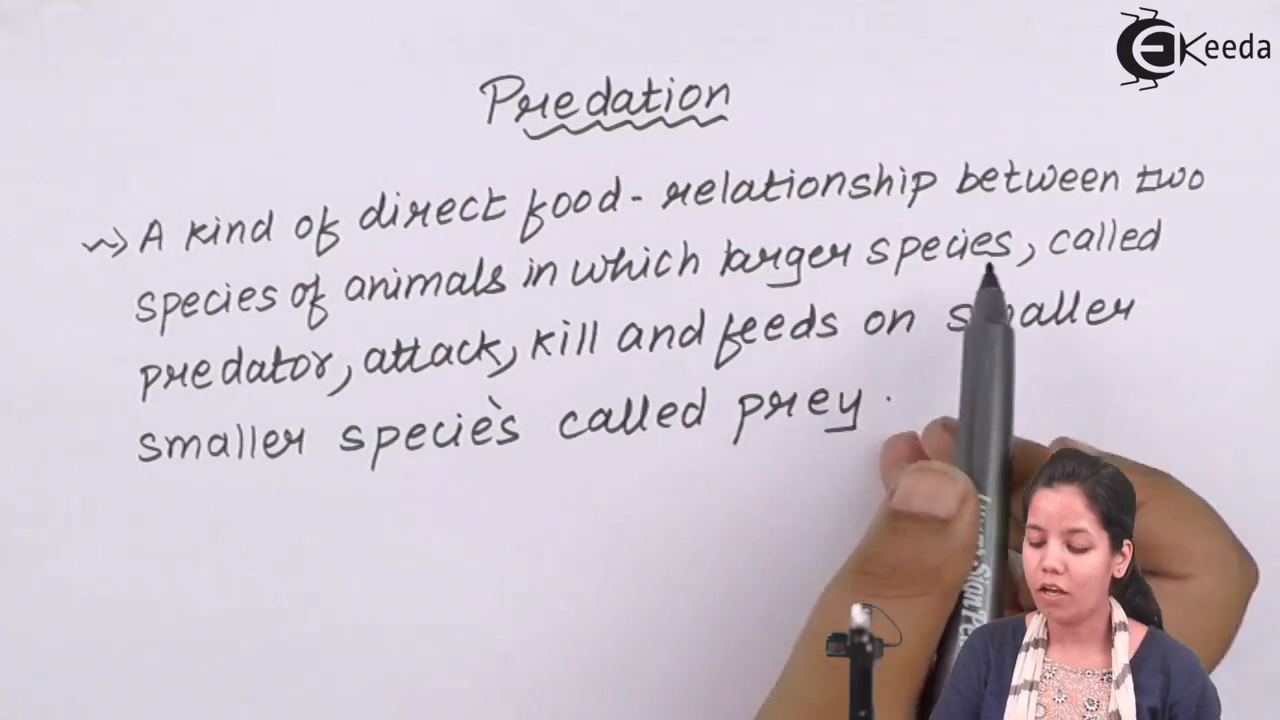 Keeda
Predation
A kind of direct food-relationship between two
species of animals in which larger species, called
predator, attack, kill and feeds on smaller
smaller species called prey.